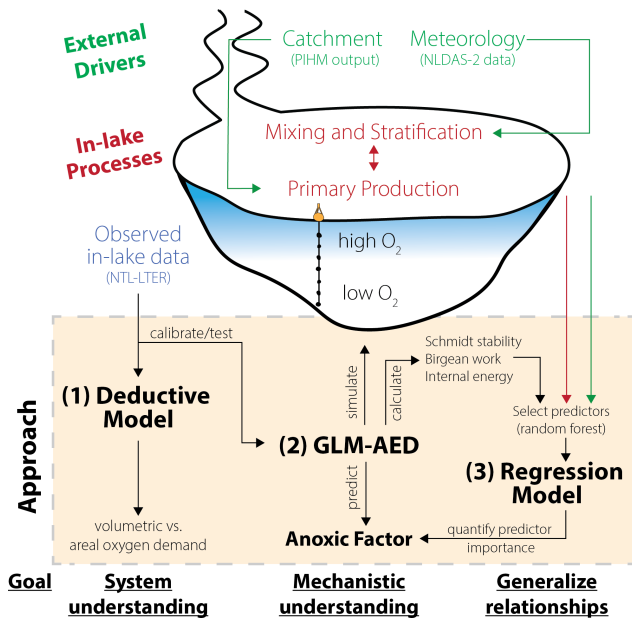 External
Drivers
Catchment
(PIHM output)
Meteorology
(NLDAS-2 data)
In-lake
Processes
Mixing and Stratification
Primary Production
Observed
in-lake data
(NTL-LTER)
high O₂
low O₂
calibrate/test
Schmidt stability
Birgean work
Internal energy
simulate
calculate
(1) Deductive
Model
Select predictors
(random forest)
(2) GLM-AED
(3) Regression
Model
Approach
predict
volumetric vs.
areal oxygen demand
Anoxic Factor
quantify predictor
importance
Goal
System
understanding
Mechanistic
understanding
Generalize
relationships